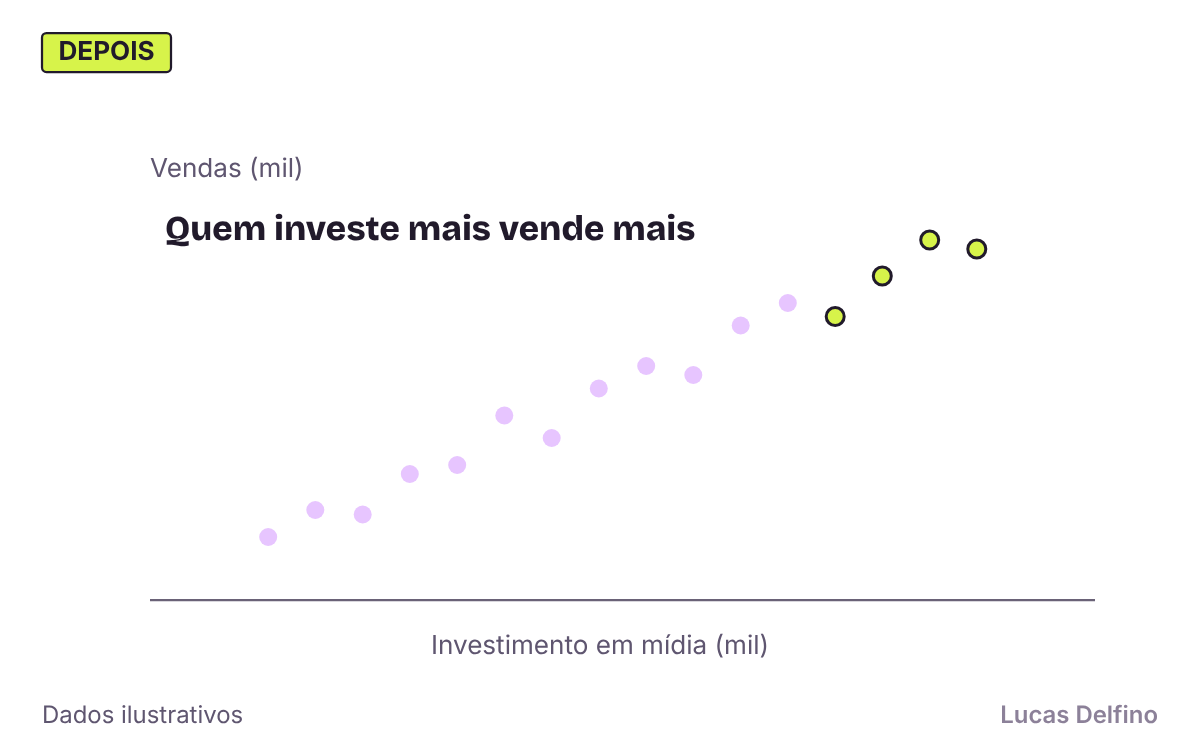 DEPOIS
Vendas (mil)
Quem investe mais vende mais
Investimento em mídia (mil)
Dados ilustrativos
Lucas Delfino